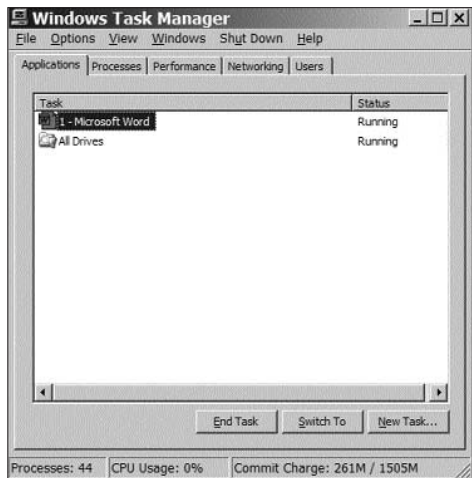 Windows Task Manager
File Options View Windows Shut Down Help
Applications Processes Performance Networking Users
Task Status
1 - Microsoft Word Running
All Drives Running
End Task Switch To New Task...
Processes: 44 CPU Usage: 0% Commit Charge: 261M / 1505M